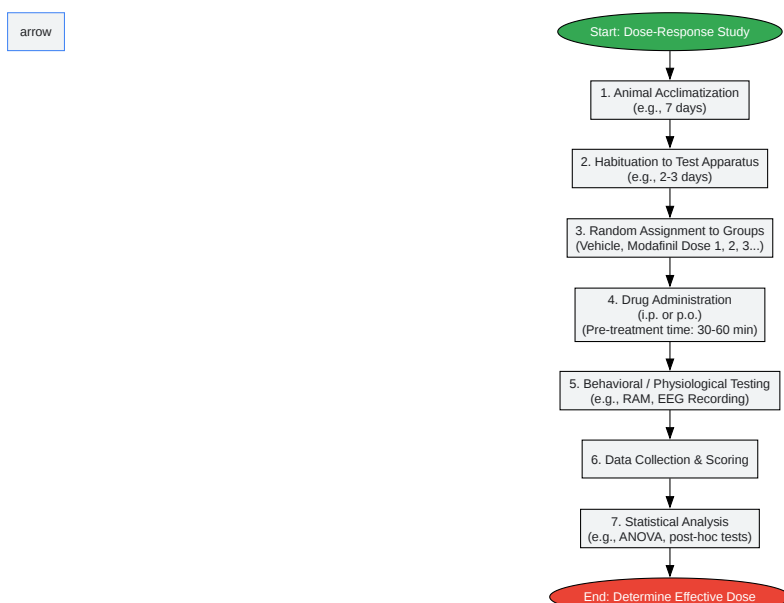 arrow
Start: Dose-Response Study
1. Animal Acclimatization
(e.g., 7 days)
2. Habituation to Test Apparatus
(e.g., 2-3 days)
3. Random Assignment to Groups
(Vehicle, Modafinil Dose 1, 2, 3...)
4. Drug Administration
(i.p. or p.o.)
(Pre-treatment time: 30-60 min)
5. Behavioral / Physiological Testing
(e.g., RAM, EEG Recording)
6. Data Collection & Scoring
7. Statistical Analysis
(e.g., ANOVA, post-hoc tests)
End: Determine Effective Dose